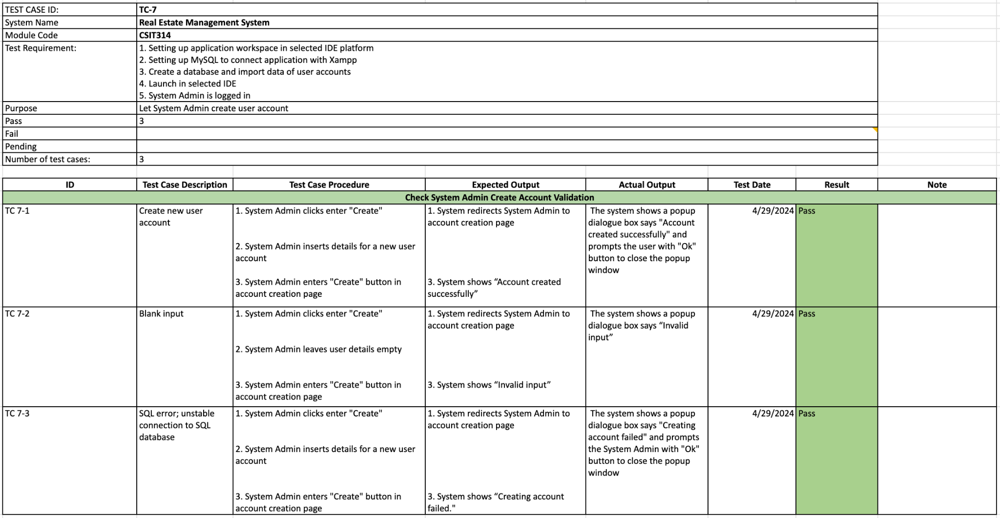 TEST CASE ID: TC-7
System Name Real Estate Management System
Module Code CSIT314
Test Requirement: 1. Setting up application workspace in selected IDE platform
2. Setting up MySQL to connect application with Xampp
3. Create a database and import data of user accounts
4. Launch in selected IDE
5. System Admin is logged in
Purpose Let System Admin create user account
Pass 3
Fail
Pending
Number of test cases: 3
ID Test Case Description Test Case Procedure Expected Output Actual Output Test Date Result Note
Check System Admin Create Account Validation
TC 7-1
Create new user
account
1. System Admin clicks enter "Create"
2. System Admin inserts details for a new user
account
3. System Admin enters "Create" button in
account creation page
1. System redirects System Admin to
account creation page
3. System shows “Account created
successfully”
The system shows a popup
dialogue box says "Account
created successfully" and
prompts the user with "Ok"
button to close the popup
window
4/29/2024
Pass
TC 7-2
Blank input
1. System Admin clicks enter "Create"
2. System Admin leaves user details empty
3. System Admin enters "Create" button in
account creation page
1. System redirects System Admin to
account creation page
3. System shows “Invalid input”
The system shows a popup
dialogue box says “Invalid
input”
4/29/2024
Pass
TC 7-3
SQL error; unstable
connection to SQL
database
1. System Admin clicks enter "Create"
2. System Admin inserts details for a new user
account
3. System Admin enters "Create" button in
account creation page
1. System redirects System Admin to
account creation page
3. System shows “Creating account
failed."
The system shows a popup
dialogue box says "Creating
account failed" and prompts
the System Admin with "Ok"
button to close the popup
window
4/29/2024
Pass